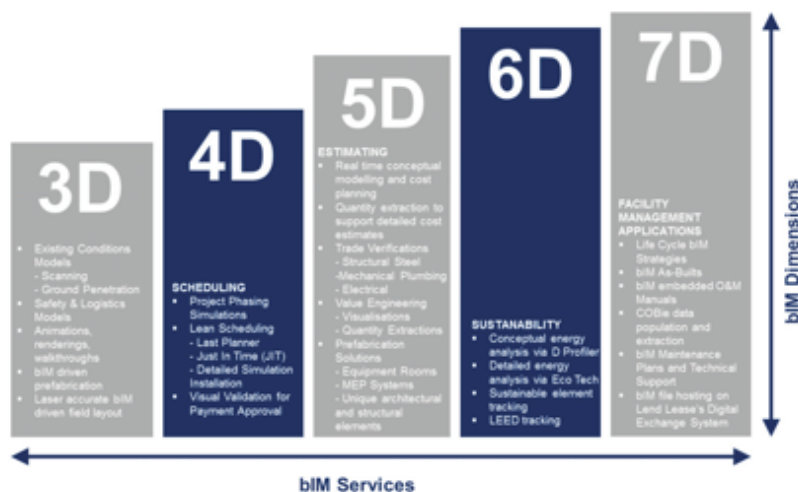 3D
Existing Conditions
Models
- Scanning
- Ground Penetration
Safety & Logistics
Models
Animations,
renderings,
walkthroughs
bIM driven
prefabrication
Laser accurate bIM
driven field layout
4D
SCHEDULING
Project Phasing
Simulations
Lean Scheduling
- Last Planner
- Just In Time (JIT)
- Detailed Simulation
Installation
Visual Validation for
Payment Approval
5D
ESTIMATING
Real time conceptual
modelling and cost
planning
Quantity extraction to
support detailed cost
estimates
Trade Verifications
- Structural Steel
-Mechanical Plumbing
- Electrical
Value Engineering
- Visualisations
- Quantity Extractions
Prefabrication
Solutions
- Equipment Rooms
- MEP Systems
- Unique architectural
and structural
elements
6D
SUSTANABILITY
Conceptual energy
analysis via D Profiler
Detailed energy
analysis via Eco Tech
Sustainable element
tracking
LEED tracking
7D
FACILITY
MANAGEMENT
APPLICATIONS
Life Cycle bIM
Strategies
bIM As-Builts
bIM embedded O&M
Manuals
COBie data
population and
extraction
bIM Maintenance
Plans and Technical
Support
bIM file hosting on
Lend Lease's Digital
Exchange System
bIM Dimensions
bIM Services